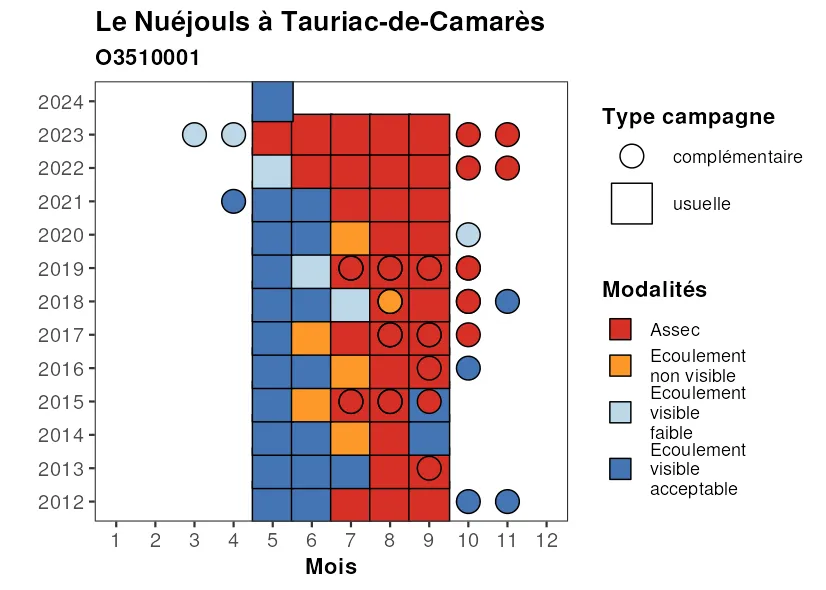 Le Nuéjouls à Tauriac-de-Camarès
O3510001
2024
2023
2022
2021
2020
2019
2018
2017
2016
2015
2014
2013
2012
1 2 3 4 5 6 7 8 9 10 11 12
Mois
Type campagne
complémentaire
usuelle
Modalités
Assec
Ecoulement
non visible
Ecoulement
visible
faible
Ecoulement
visible
acceptable